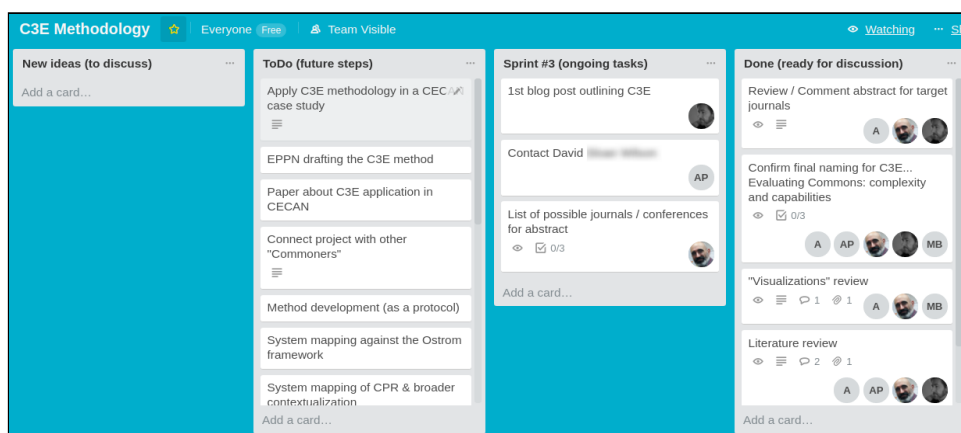 C3E Methodology Everyone Free Team Visible Watching
New ideas (to discuss)
Add a card…
ToDo (future steps)
Apply C3E methodology in a CECAN
case study
EPPN drafting the C3E method
Paper about C3E application in
CECAN
Connect project with other
"Commoners"
Method development (as a protocol)
System mapping against the Ostrom
framework
System mapping of CPR & broader
contextualization
Add a card…
Sprint #3 (ongoing tasks)
1st blog post outlining C3E
Contact David
AP
List of possible journals / conferences
for abstract
0/3
Add a card…
Done (ready for discussion)
Review / Comment abstract for target
journals
A
Confirm final naming for C3E...
Evaluating Commons: complexity
and capabilities
0/3
A AP MB
"Visualizations" review
1 1 A MB
Literature review
2 1
A AP
Add a card…